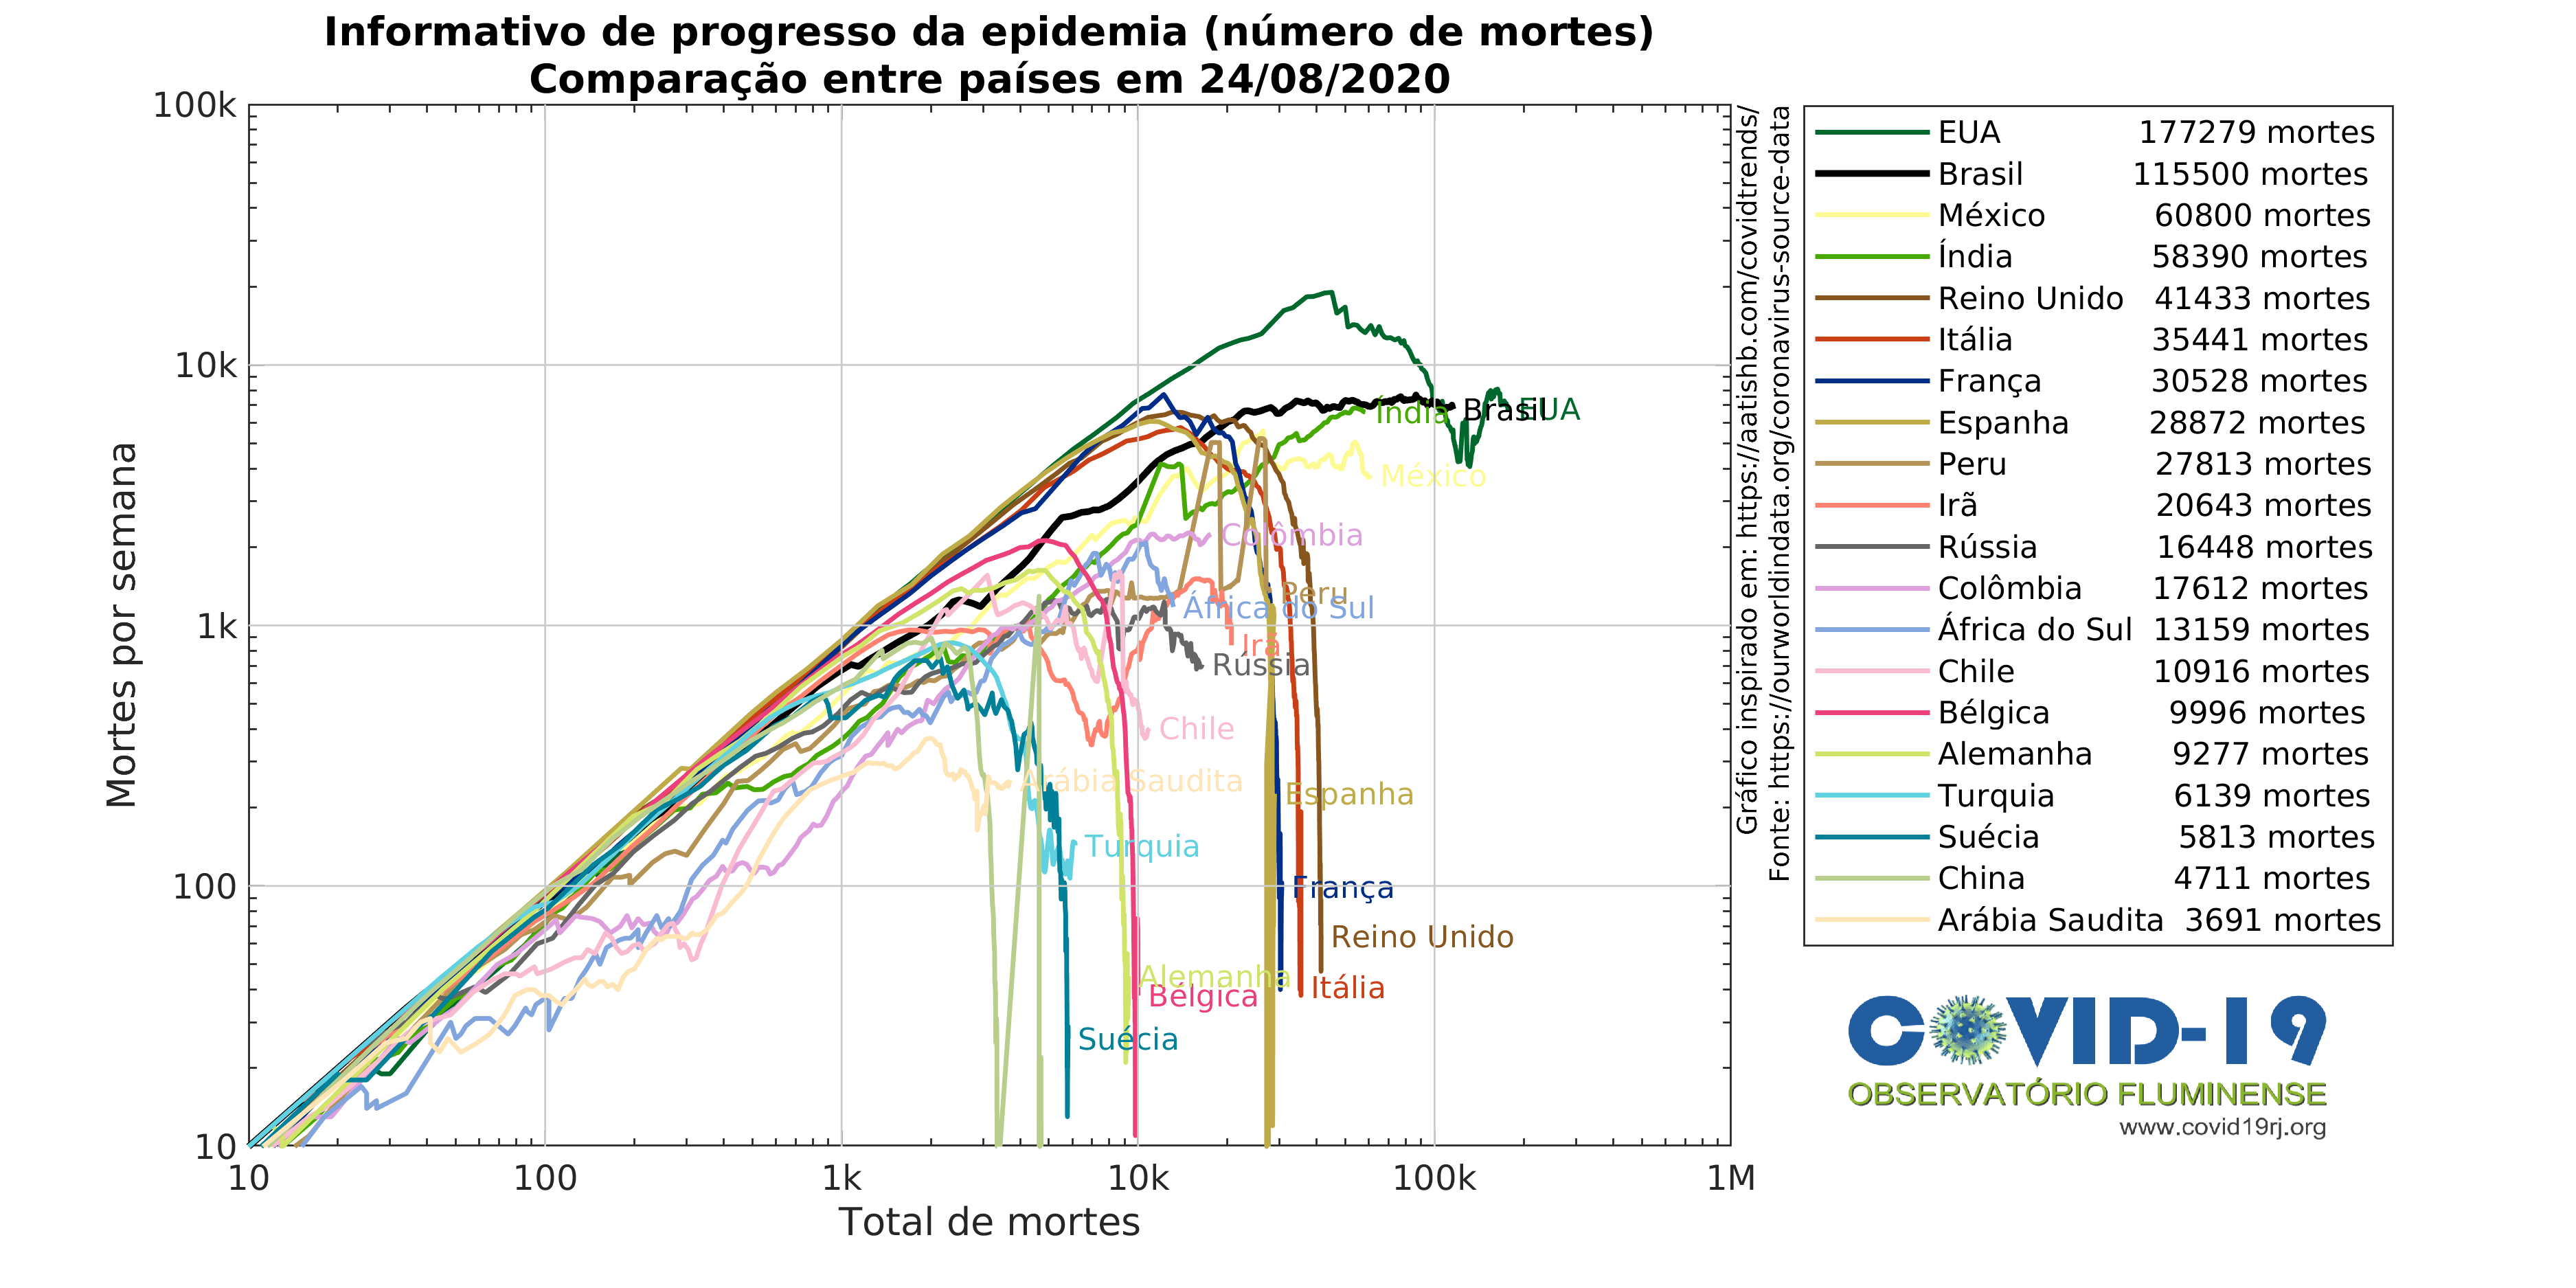 Informativo de progresso da epidemia (número de mortes)
Comparação entre países em 24/08/2020
100k
10k
1k
100
10
10
100
1k
10k
100k
1M
Mortes por semana
Total de mortes
EUA
Brasil
Índia
México
Colômbia
Peru
África do Sul
Irã
Rússia
Chile
Arábia Saudita
Espanha
Turquia
França
Reino Unido
Alemanha
Itália
Bélgica
Suécia
Gráfico inspirado em: https://aatishb.com/covidtrends/
Fonte: https://ourworldindata.org/coronavirus-source-data
EUA 177279 mortes
Brasil 115500 mortes
México 60800 mortes
Índia 58390 mortes
Reino Unido 41433 mortes
Itália 35441 mortes
França 30528 mortes
Espanha 28872 mortes
Peru 27813 mortes
Irã 20643 mortes
Rússia 16448 mortes
Colômbia 17612 mortes
África do Sul 13159 mortes
Chile 10916 mortes
Bélgica 9996 mortes
Alemanha 9277 mortes
Turquia 6139 mortes
Suécia 5813 mortes
China 4711 mortes
Arábia Saudita 3691 mortes
COVID-19
OBSERVATÓRIO FLUMINENSE
www.covid19rj.org